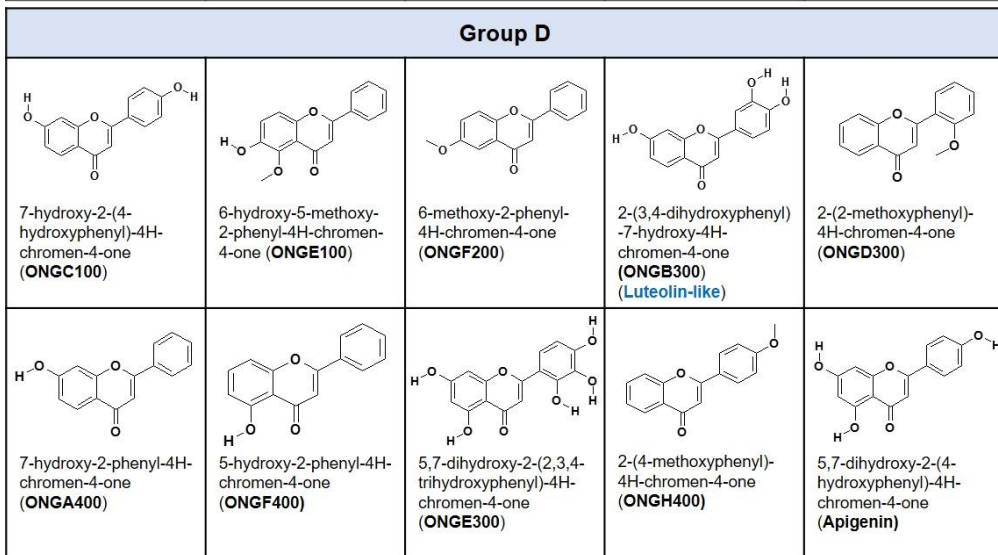 Group D
7-hydroxy-2-(4-
hydroxyphenyl)-4H-
chromen-4-one
(ONGC100)
6-hydroxy-5-methoxy-
2-phenyl-4H-chromen-
4-one (ONGE100)
6-methoxy-2-phenyl-
4H-chromen-4-one
(ONGF200)
2-(3,4-dihydroxyphenyl)
-7-hydroxy-4H-
chromen-4-one
(ONGB300)
(Luteolin-like)
2-(2-methoxyphenyl)-
4H-chromen-4-one
(ONGD300)
7-hydroxy-2-phenyl-4H-
chromen-4-one
(ONGA400)
5-hydroxy-2-phenyl-4H-
chromen-4-one
(ONGF400)
5,7-dihydroxy-2-(2,3,4-
trihydroxyphenyl)-4H-
chromen-4-one
(ONGE300)
2-(4-methoxyphenyl)-
4H-chromen-4-one
(ONGH400)
5,7-dihydroxy-2-(4-
hydroxyphenyl)-4H-
chromen-4-one
(Apigenin)